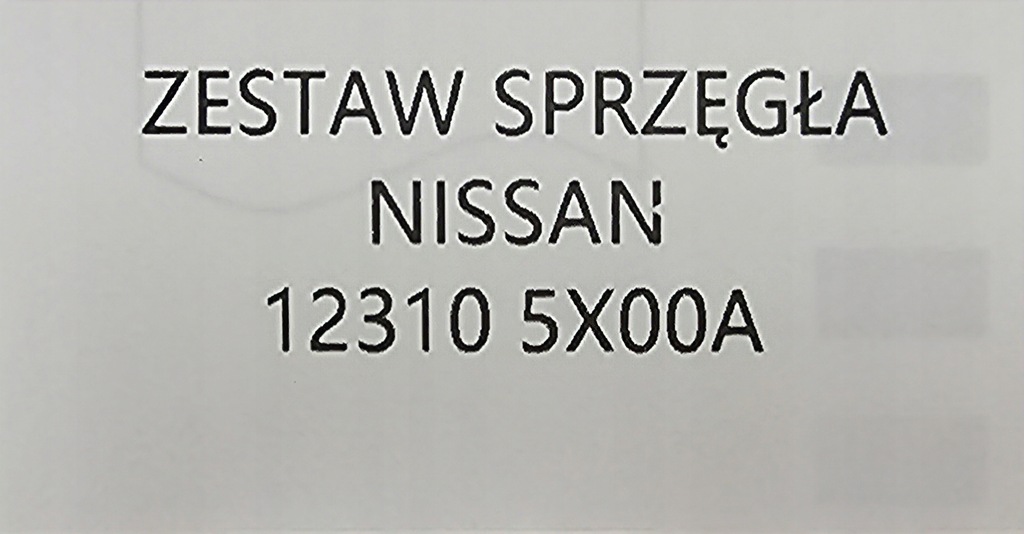 ZESTAW SPRZĘGŁA
NISSAN
12310 5X00A